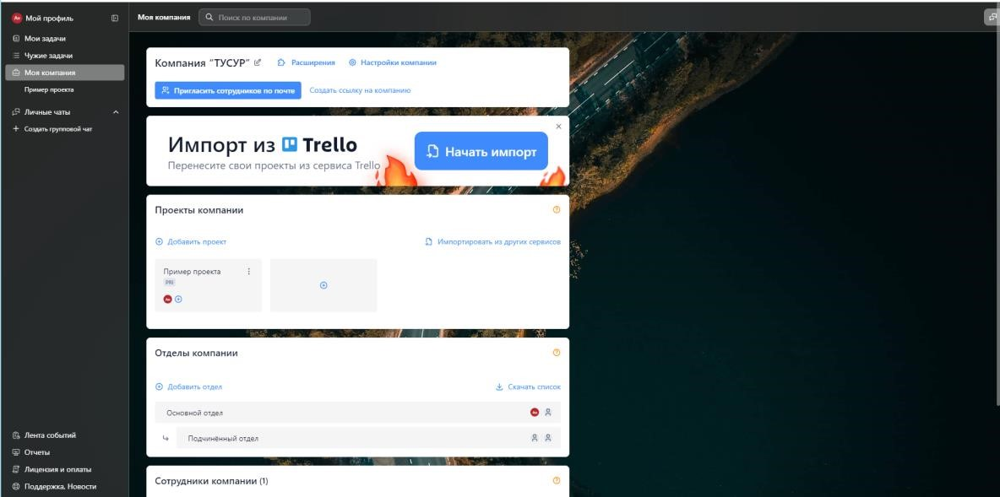 Мой профиль
Мои задачи
Чужие задачи
Моя компания
Пример проекта
Личные чаты
Создать групповой чат
Лента событий
Отчеты
Лицензия и оплаты
Поддержка, Новости
Моя компания Поиск по компании
Компания "ТУСУР" Расширения Настройки компании
Пригласить сотрудников по почте Создать ссылку на компанию
Импорт из Trello
Перенесите свои проекты из сервиса Trello
Начать импорт
Проекты компании
Добавить проект Импортировать из других сервисов
Пример проекта
PRI
Отделы компании
Добавить отдел Скачать список
Основной отдел
Подчинённый отдел
Сотрудники компании (1)